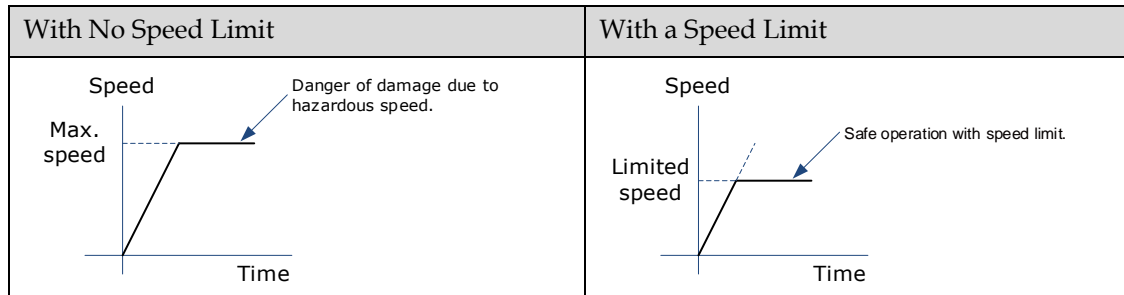 With No Speed Limit
With a Speed Limit
Speed
Danger of damage due to
hazardous speed.
Max.
speed
Time
Speed
Safe operation with speed limit.
Limited
speed
Time